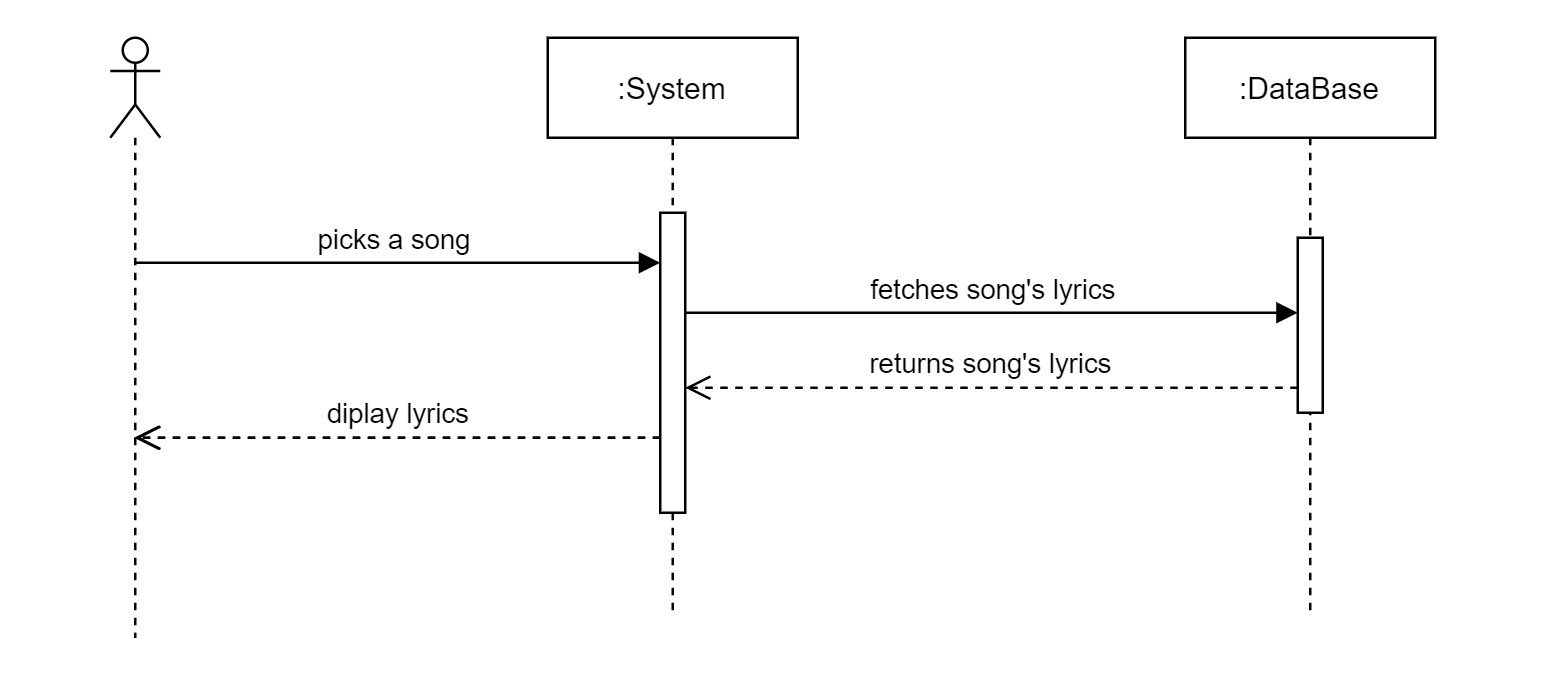 :System
:DataBase
picks a song
fetches song's lyrics
returns song's lyrics
diplay lyrics